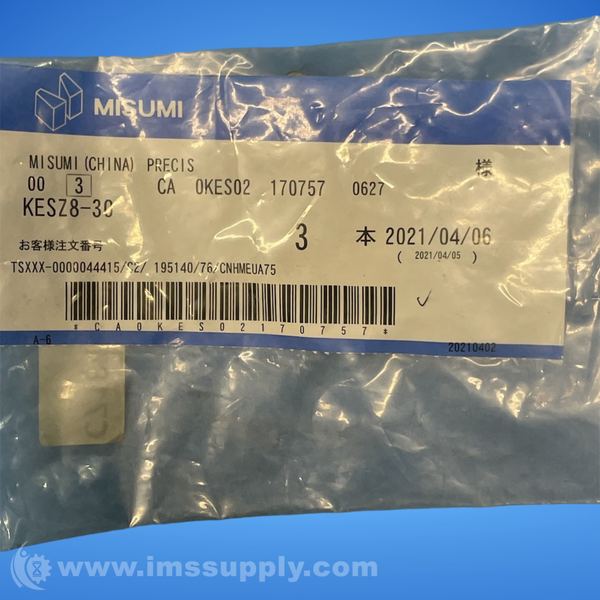 MISUMI
MISUMI(CHINA) PRECIS 様
00 3 CA 0KES02 170757 0627
KESZ8-30
3 本 2021/04/06
お客様注文番号 ( 2021/04/05 )
TSXXX-0000044415/S2/ 195140/76/CNHMEUA75
*CA0KES02170757*
A-6 20210402
www.imssupply.com